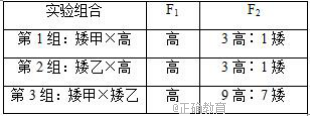 实验组合 F₁ F₂
第1组：矮甲×高 高 3高：1矮
第2组：矮乙×高 高 3高：1矮
第3组：矮甲×矮乙 高 9高：7矮
@正确教育